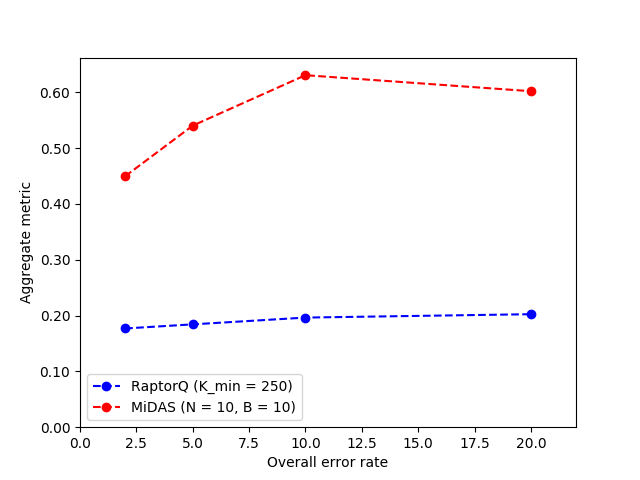 Aggregate metric
0.60
0.50
0.40
0.30
0.20
0.10
0.00
RaptorQ (K_min = 250)
MiDAS (N = 10, B = 10)
0.0 2.5 5.0 7.5 10.0 12.5 15.0 17.5 20.0
Overall error rate